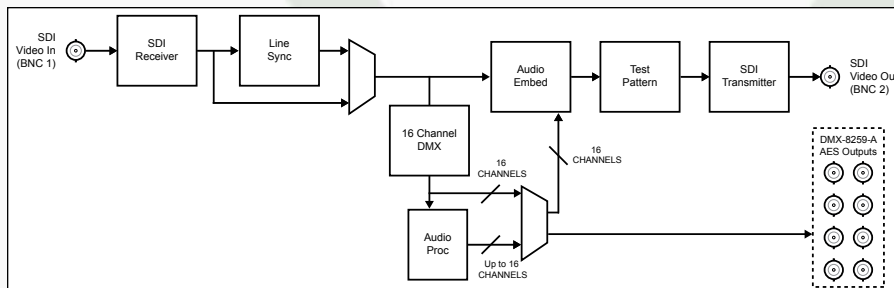 SDI
Video In
(BNC 1)
SDI
Receiver
Line
Sync
Audio
Embed
Test
Pattern
SDI
Transmitter
SDI
Video Out
(BNC 2)
16 Channel
DMX
16
CHANNELS
16
CHANNELS
DMX-8259-A
AES Outputs
Audio
Proc
Up to 16
CHANNELS